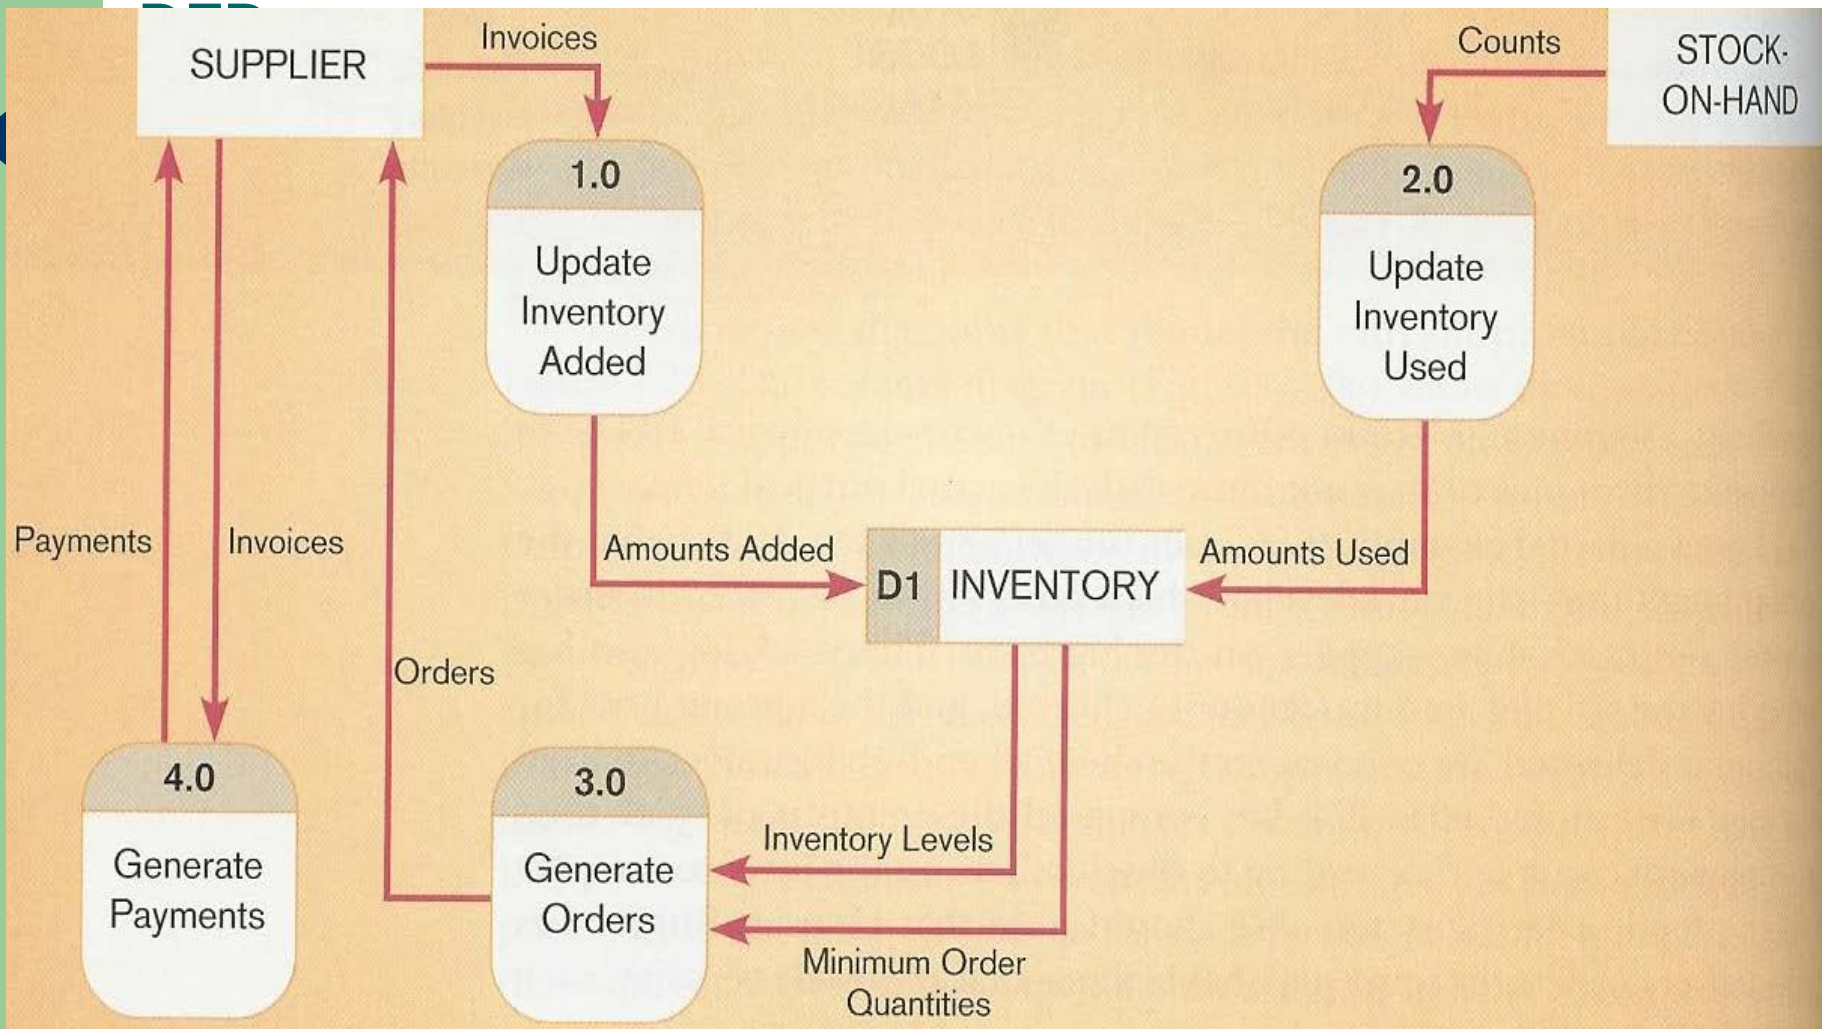 SUPPLIER
Invoices
Counts
STOCK-
ON-HAND
1.0
Update
Inventory
Added
2.0
Update
Inventory
Used
Payments
Invoices
Amounts Added
D1 INVENTORY
Amounts Used
Orders
4.0
Generate
Payments
3.0
Generate
Orders
Inventory Levels
Minimum Order
Quantities